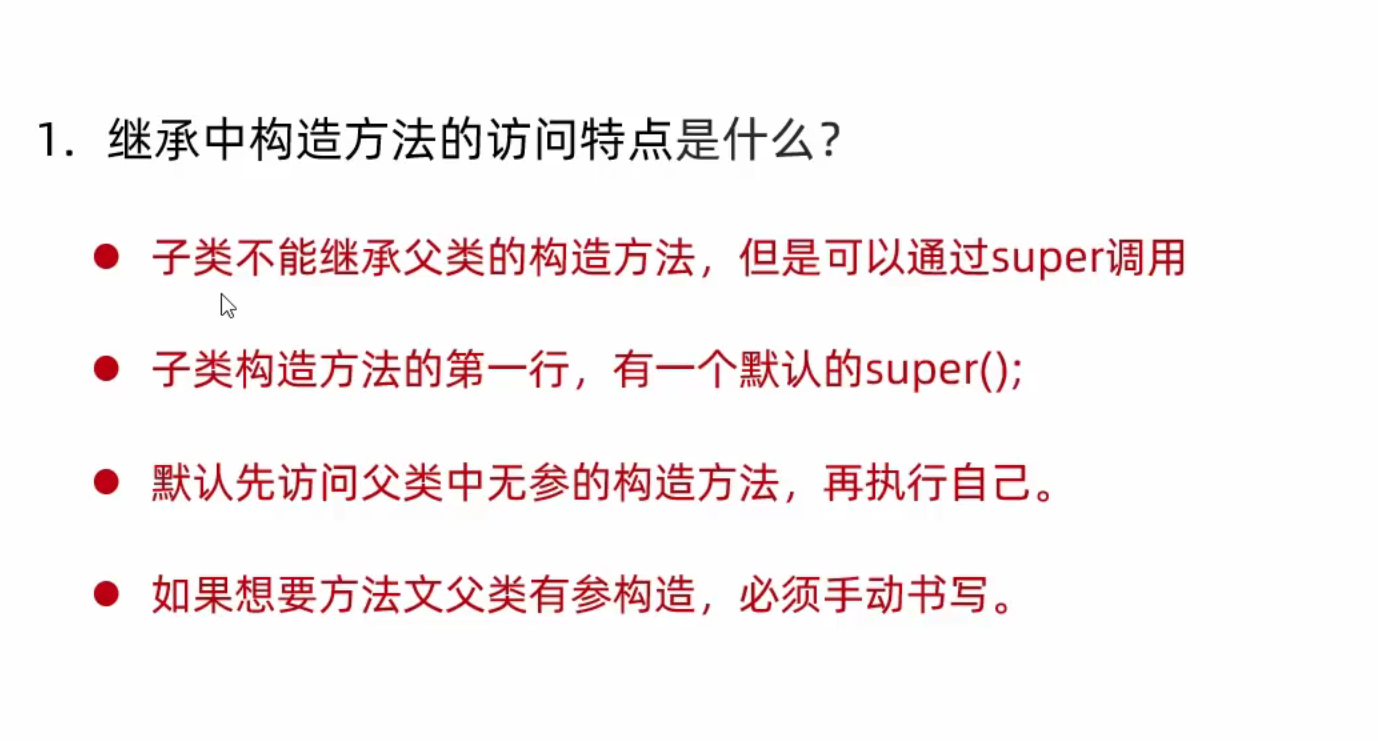 1. 继承中构造方法的访问特点是什么？
● 子类不能继承父类的构造方法，但是可以通过super调用
● 子类构造方法的第一行，有一个默认的super();
● 默认先访问父类中无参的构造方法，再执行自己。
● 如果想要方法文父类有参构造，必须手动书写。